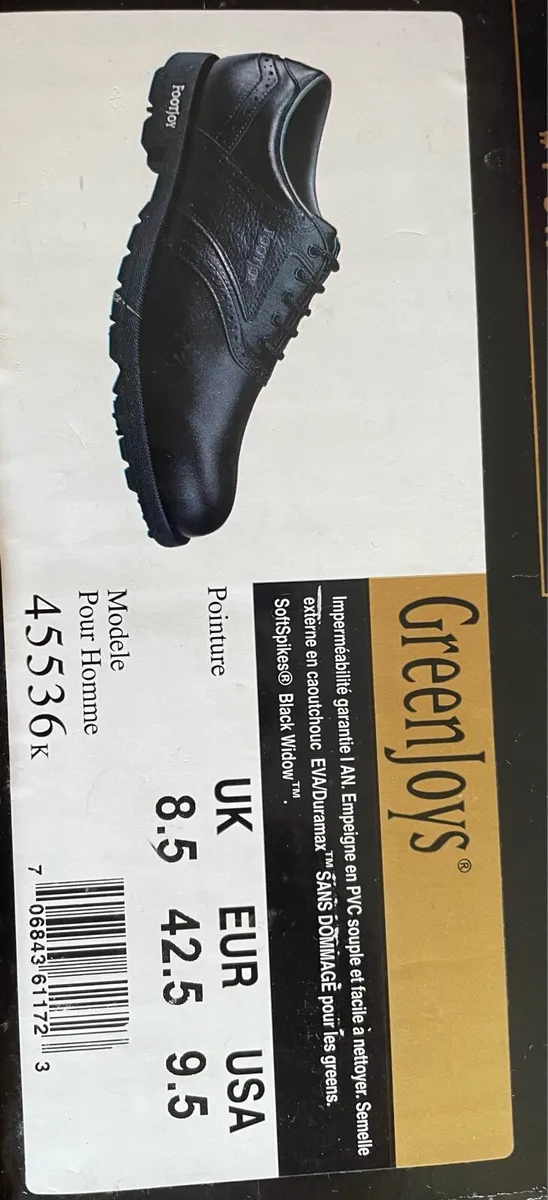 FOOTJOY
FootJoy
GreenJoys®
Imperméabilité garantie 1 AN. Empeigne en PVC souple et facile à nettoyer. Semelle
externe en caoutchouc EVA/Duramax™ SANS DOMMAGE pour les greens.
SoftSpikes® Black Widow™.
UK EUR USA
Pointure 8.5 42.5 9.5
Modele
Pour Homme
45536K
7 06843 61172 3